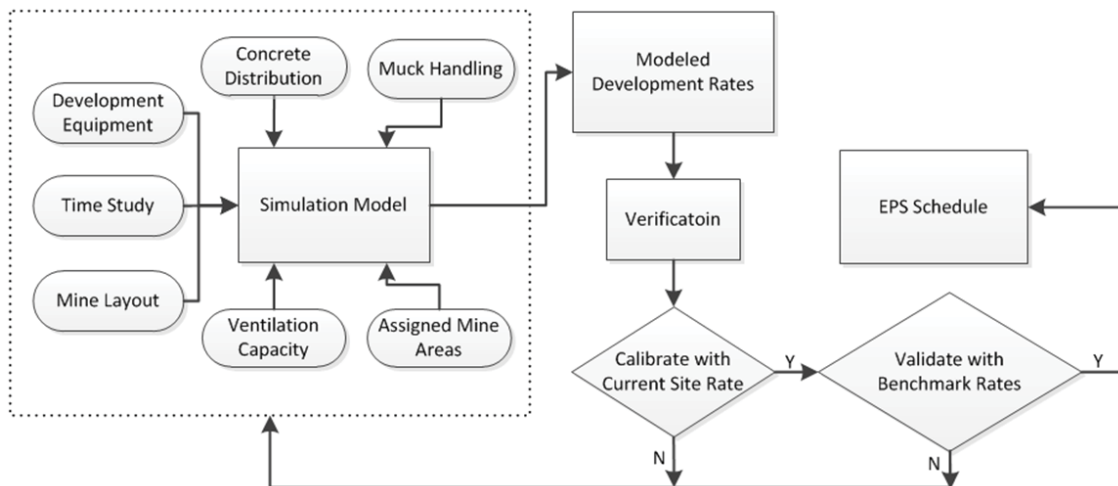 Concrete
Distribution
Muck Handling
Development
Equipment
Time Study
Simulation Model
Mine Layout
Ventilation
Capacity
Assigned Mine
Areas
Modeled
Development Rates
Verificatoin
EPS Schedule
Calibrate with
Current Site Rate
Y
N
Validate with
Benchmark Rates
Y
N